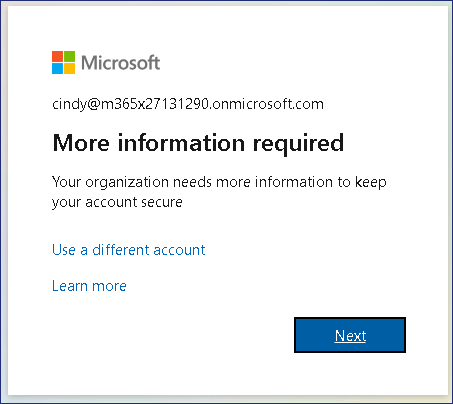 Microsoft
cindy@m365x27131290.onmicrosoft.com
More information required
Your organization needs more information to keep
your account secure
Use a different account
Learn more
Next